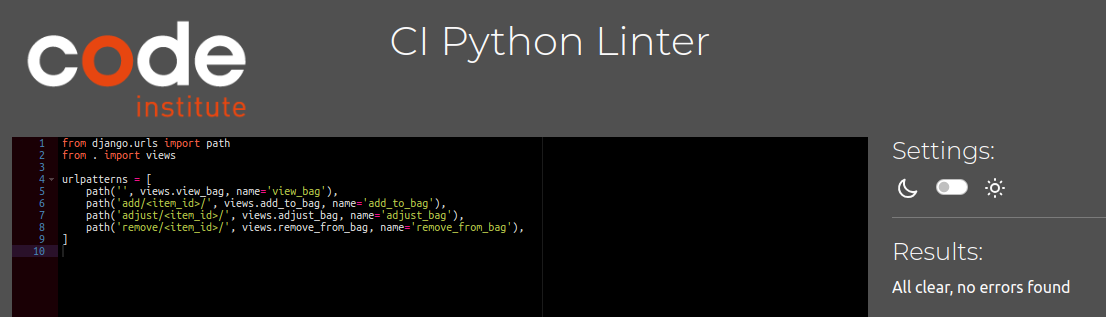 code
institute
CI Python Linter
1 from django.urls import path
2 from . import views
3
4 urlpatterns = [
5     path('', views.view_bag, name='view_bag'),
6     path('add/<item_id>/', views.add_to_bag, name='add_to_bag'),
7     path('adjust/<item_id>/', views.adjust_bag, name='adjust_bag'),
8     path('remove/<item_id>/', views.remove_from_bag, name='remove_from_bag'),
9 ]
10
Settings:
Results:
All clear, no errors found